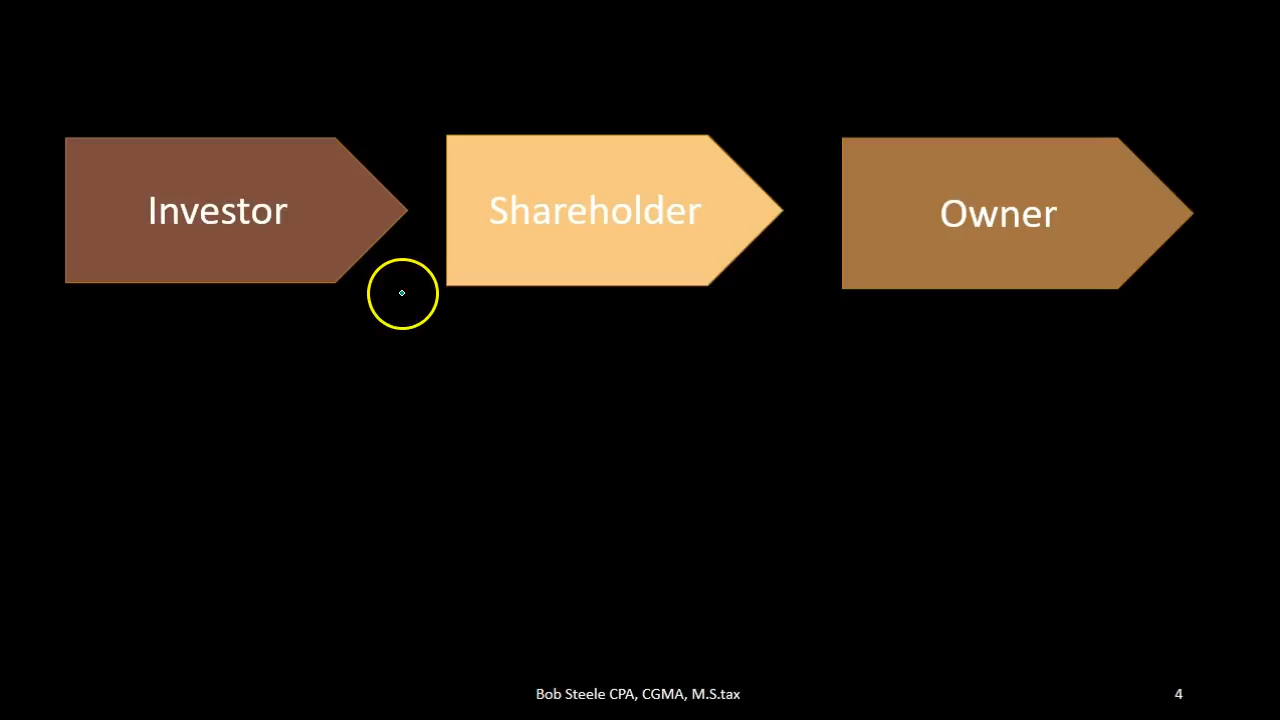 Investor
Shareholder
Owner
Bob Steele CPA, CGMA, M.S.tax
4